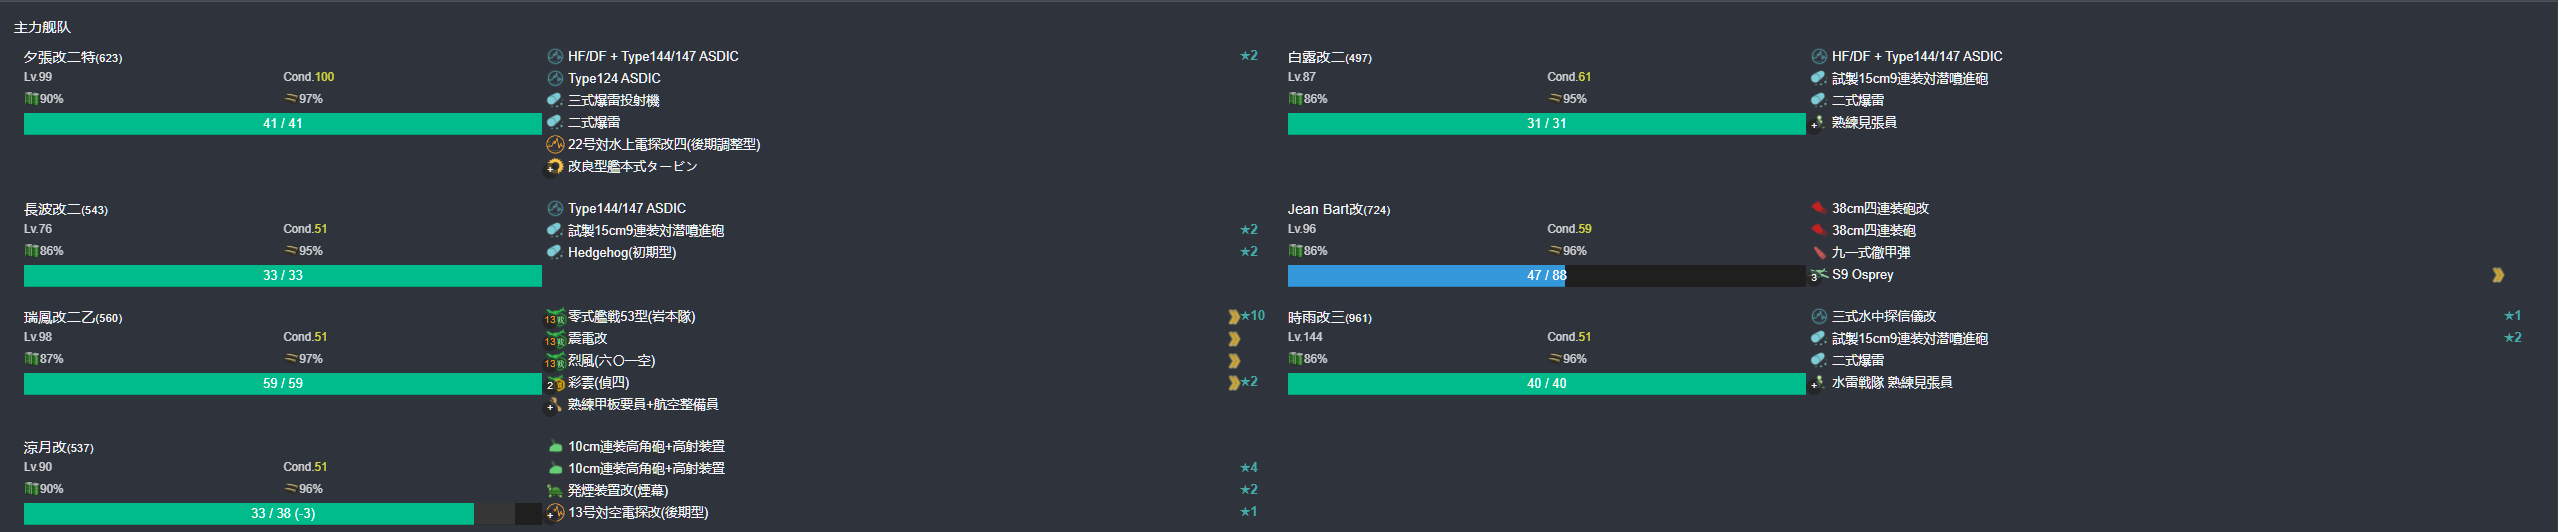 主力舰队
夕張改二特(623)
Lv.99 Cond.100
90% 97%
41 / 41
HF/DF + Type144/147 ASDIC ★2
Type124 ASDIC
三式爆雷投射機
二式爆雷
22号対水上電探改四(後期調整型)
+ 改良型艦本式タービン
白露改二(497)
Lv.87 Cond.61
86% 95%
31 / 31
HF/DF + Type144/147 ASDIC
試製15cm9連装対潜噴進砲
二式爆雷
+ 熟練見張員
長波改二(543)
Lv.76 Cond.51
86% 95%
33 / 33
Type144/147 ASDIC
試製15cm9連装対潜噴進砲 ★2
Hedgehog(初期型) ★2
Jean Bart改(724)
Lv.96 Cond.59
86% 96%
47 / 88
38cm四連装砲改
38cm四連装砲
九一式徹甲弾
3 S9 Osprey
瑞鳳改二乙(560)
Lv.98 Cond.51
87% 97%
59 / 59
13 零式艦戦53型(岩本隊) ★10
13 震電改
13 烈風(六〇一空)
2 彩雲(偵四) ★2
+ 熟練甲板要員+航空整備員
時雨改三(961)
Lv.144 Cond.51
86% 96%
40 / 40
三式水中探信儀改 ★1
試製15cm9連装対潜噴進砲 ★2
二式爆雷
+ 水雷戦隊 熟練見張員
涼月改(537)
Lv.90 Cond.51
90% 96%
33 / 38 (-3)
10cm連装高角砲+高射装置
10cm連装高角砲+高射装置 ★4
発煙装置改(煙幕) ★2
+ 13号対空電探改(後期型) ★1